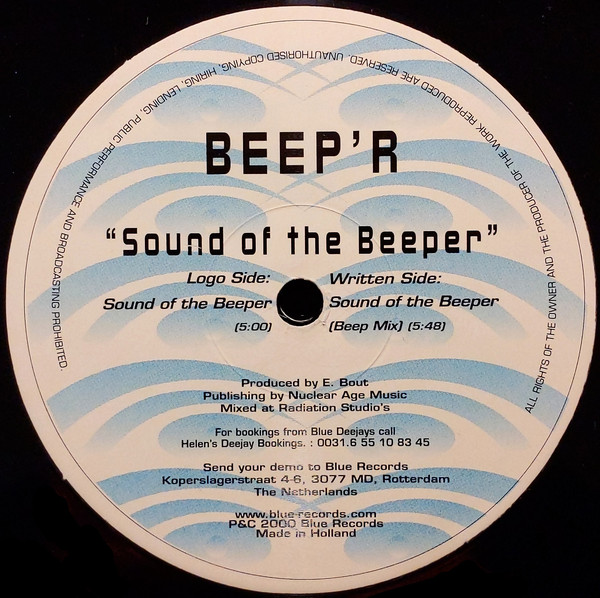 ALL RIGHTS OF THE OWNER AND THE PRODUCER OF THE WORK REPRODUCED ARE RESERVED. UNAUTHORISED COPYING, HIRING, LENDING, PUBLIC PERFORMANCE AND BROADCASTING PROHIBITED.
BEEP'R
"Sound of the Beeper"
Logo Side: Written Side:
Sound of the Beeper Sound of the Beeper
(5:00) (Beep Mix) (5:48)
Produced by E. Bout
Publishing by Nuclear Age Music
Mixed at Radiation Studio's
For bookings from Blue Deejays call
Helen's Deejay Bookings. : 0031.6 55 10 83 45
Send your demo to Blue Records
Koperslagerstraat 4-6, 3077 MD, Rotterdam
The Netherlands
www.blue-records.com
P&C 2000 Blue Records
Made in Holland